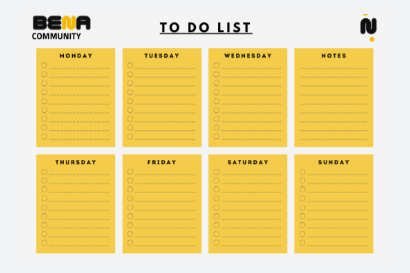 BENA
COMMUNITY
TO DO LIST
Ṅ
MONDAY
TUESDAY
WEDNESDAY
NOTES
THURSDAY
FRIDAY
SATURDAY
SUNDAY